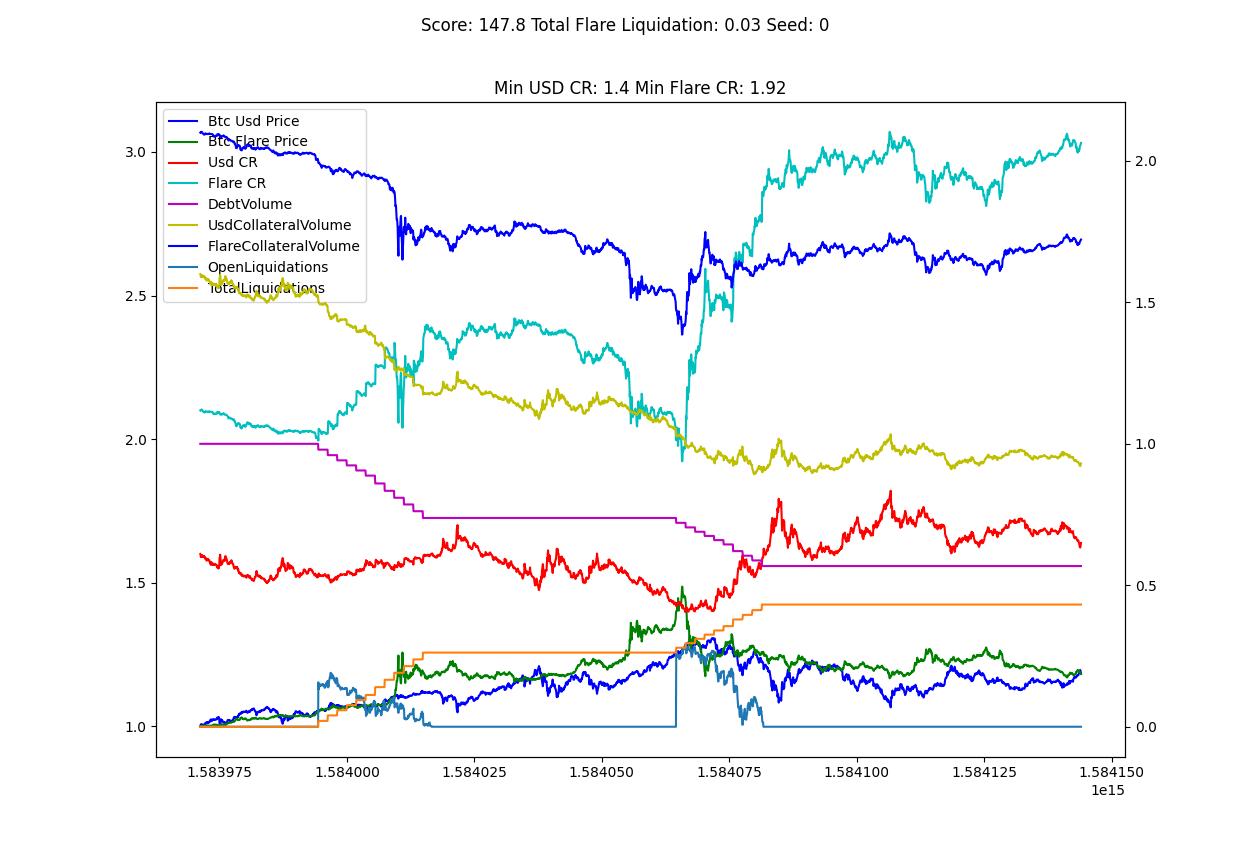 Score: 147.8 Total Flare Liquidation: 0.03 Seed: 0
Min USD CR: 1.4 Min Flare CR: 1.92
Btc Usd Price
Btc Flare Price
Usd CR
Flare CR
DebtVolume
UsdCollateralVolume
FlareCollateralVolume
OpenLiquidations
TotalLiquidations
3.0
2.5
2.0
1.5
1.0
2.0
1.5
1.0
0.5
0.0
1.583975 1.584000 1.584025 1.584050 1.584075 1.584100 1.584125 1.584150
1e15